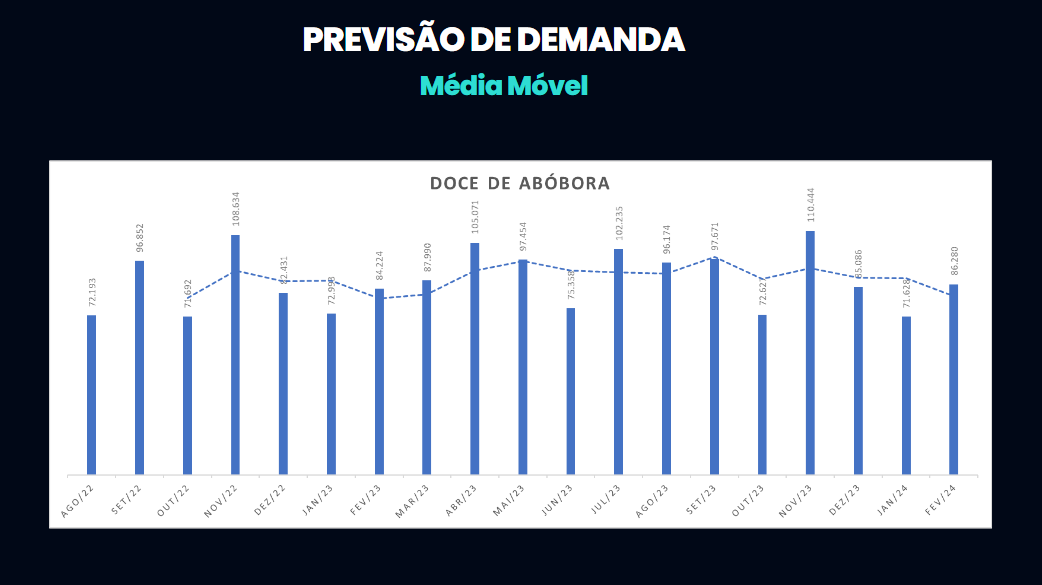 PREVISÃO DE DEMANDA
Média Móvel
DOCE DE ABÓBORA
72.193
96.852
71.692
108.634
82.431
72.998
84.224
87.990
105.071
97.454
75.358
102.235
96.174
97.671
72.627
110.444
85.086
71.628
86.280
AGO/22
SET/22
OUT/22
NOV/22
DEZ/22
JAN/23
FEV/23
MAR/23
ABR/23
MAI/23
JUN/23
JUL/23
AGO/23
SET/23
OUT/23
NOV/23
DEZ/23
JAN/24
FEV/24